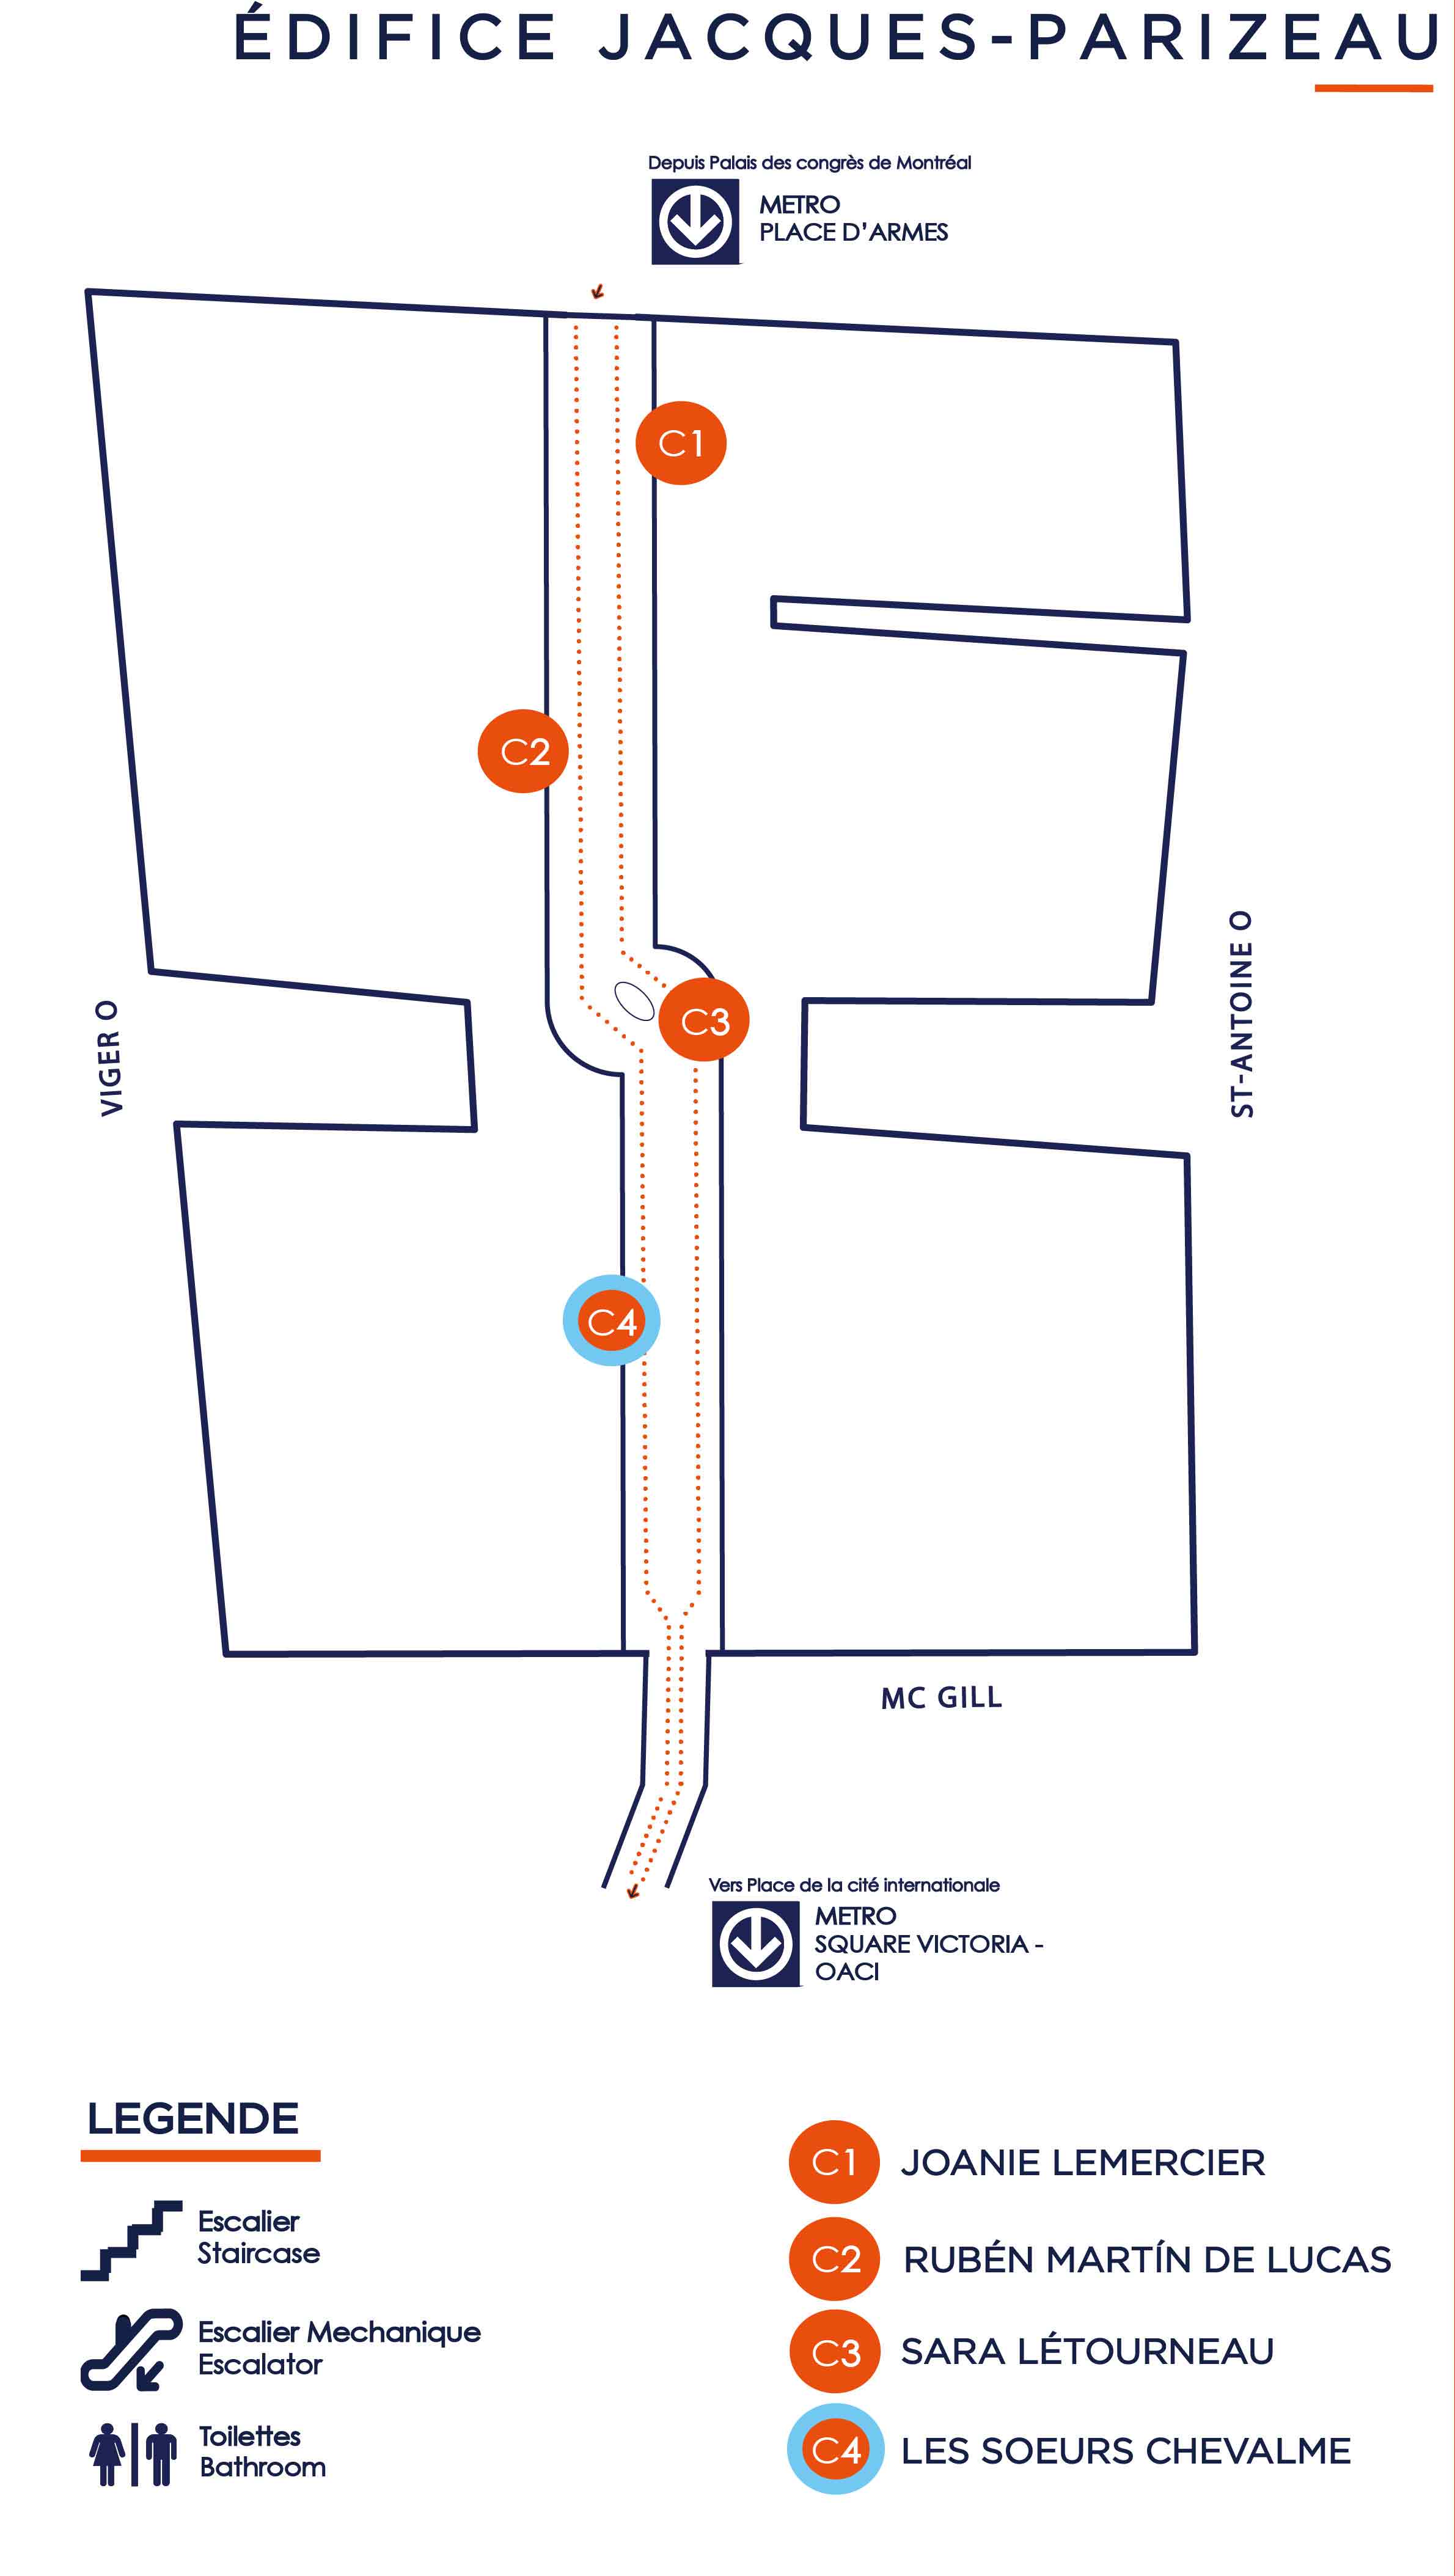 ÉDIFICE JACQUES-PARIZEAU
Depuis Palais des congrès de Montréal
METRO
PLACE D'ARMES
C1
C2
C3
VIGER O
ST-ANTOINE O
C4
MC GILL
Vers Place de la cité internationale
METRO
SQUARE VICTORIA -
OACI
LEGENDE
Escalier
Staircase
Escalier Mechanique
Escalator
Toilettes
Bathroom
C1 JOANIE LEMERCIER
C2 RUBÉN MARTÍN DE LUCAS
C3 SARA LÉTOURNEAU
C4 LES SOEURS CHEVALME